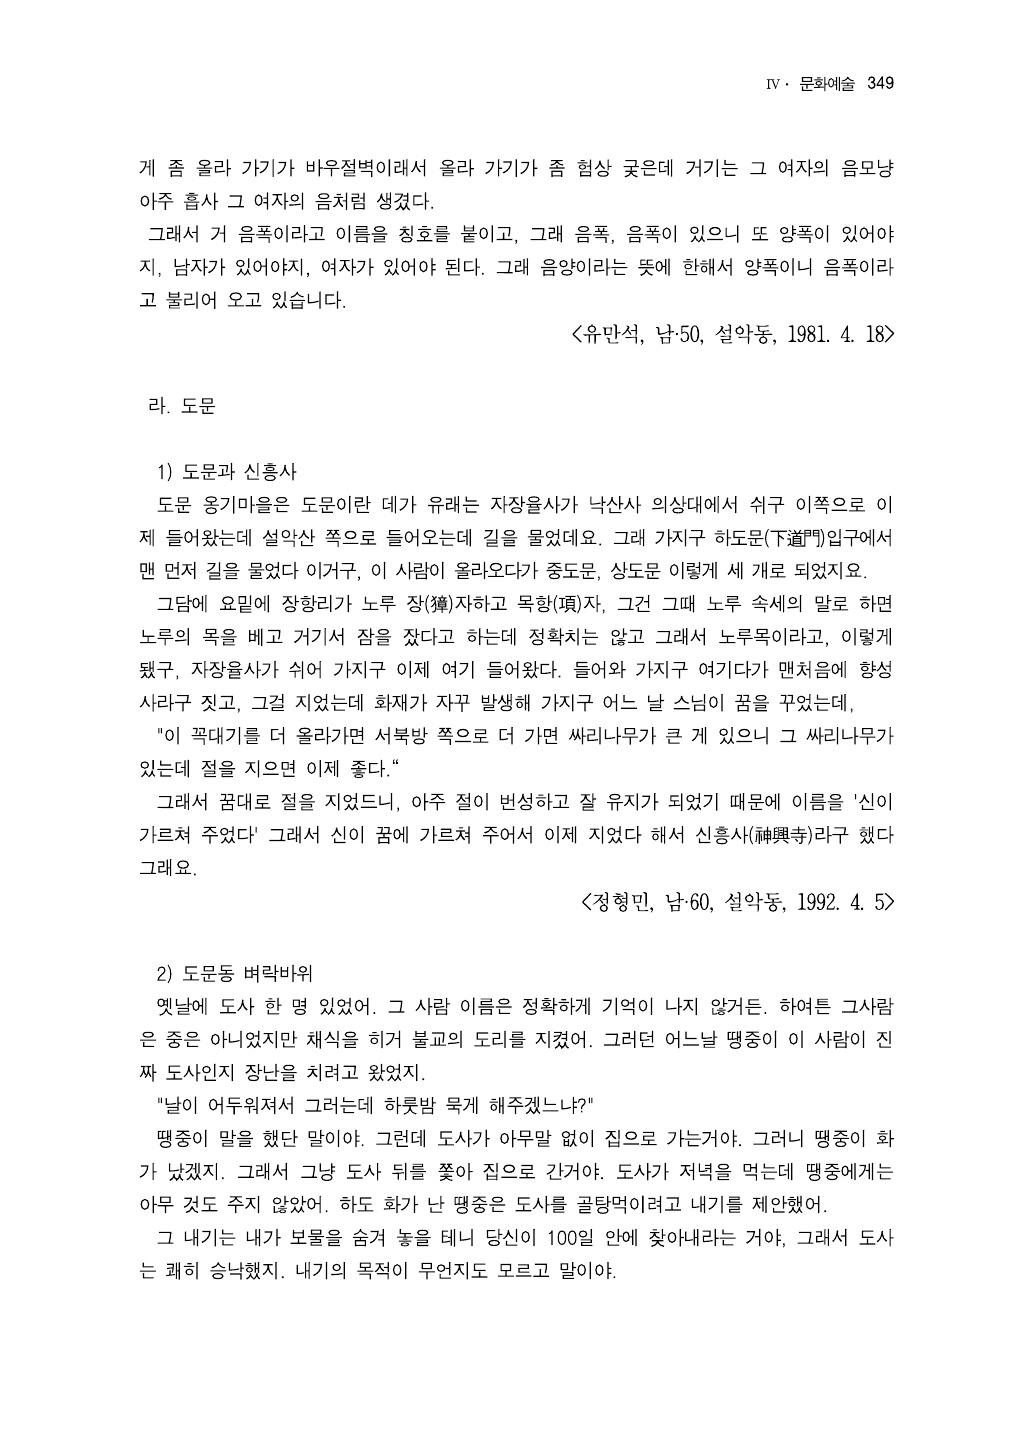 Ⅳ · 문화예술 349
게 좀 올라 가기가 바우절벽이래서 올라 가기가 좀 험상 궂은데 거기는 그 여자의 음모냥
아주 흡사 그 여자의 음처럼 생겼다.
그래서 거 음폭이라고 이름을 칭호를 붙이고, 그래 음폭, 음폭이 있으니 또 양폭이 있어야
지, 남자가 있어야지, 여자가 있어야 된다. 그래 음양이라는 뜻에 한해서 양폭이니 음폭이라
고 불리어 오고 있습니다.
<유만석, 남·50, 설악동, 1981. 4. 18>
라. 도문
1) 도문과 신흥사
도문 옹기마을은 도문이란 데가 유래는 자장율사가 낙산사 의상대에서 쉬구 이쪽으로 이
제 들어왔는데 설악산 쪽으로 들어오는데 길을 물었데요. 그래 가지구 하도문(下道門)입구에서
맨 먼저 길을 물었다 이거구, 이 사람이 올라오다가 중도문, 상도문 이렇게 세 개로 되었지요.
그담에 요밑에 장항리가 노루 장(獐)자하고 목항(項)자, 그건 그때 노루 속세의 말로 하면
노루의 목을 베고 거기서 잠을 잤다고 하는데 정확치는 않고 그래서 노루목이라고, 이렇게
됐구, 자장율사가 쉬어 가지구 이제 여기 들어왔다. 들어와 가지구 여기다가 맨처음에 향성
사라구 짓고, 그걸 지었는데 화재가 자꾸 발생해 가지구 어느 날 스님이 꿈을 꾸었는데,
"이 꼭대기를 더 올라가면 서북방 쪽으로 더 가면 싸리나무가 큰 게 있으니 그 싸리나무가
있는데 절을 지으면 이제 좋다.“
그래서 꿈대로 절을 지었드니, 아주 절이 번성하고 잘 유지가 되었기 때문에 이름을 '신이
가르쳐 주었다' 그래서 신이 꿈에 가르쳐 주어서 이제 지었다 해서 신흥사(神興寺)라구 했다
그래요.
<정형민, 남·60, 설악동, 1992. 4. 5>
2) 도문동 벼락바위
옛날에 도사 한 명 있었어. 그 사람 이름은 정확하게 기억이 나지 않거든. 하여튼 그사람
은 중은 아니었지만 채식을 히거 불교의 도리를 지켰어. 그러던 어느날 땡중이 이 사람이 진
짜 도사인지 장난을 치려고 왔었지.
"날이 어두워져서 그러는데 하룻밤 묵게 해주겠느냐?"
땡중이 말을 했단 말이야. 그런데 도사가 아무말 없이 집으로 가는거야. 그러니 땡중이 화
가 났겠지. 그래서 그냥 도사 뒤를 쫓아 집으로 간거야. 도사가 저녁을 먹는데 땡중에게는
아무 것도 주지 않았어. 하도 화가 난 땡중은 도사를 골탕먹이려고 내기를 제안했어.
그 내기는 내가 보물을 숨겨 놓을 테니 당신이 100일 안에 찾아내라는 거야, 그래서 도사
는 쾌히 승낙했지. 내기의 목적이 무언지도 모르고 말이야.